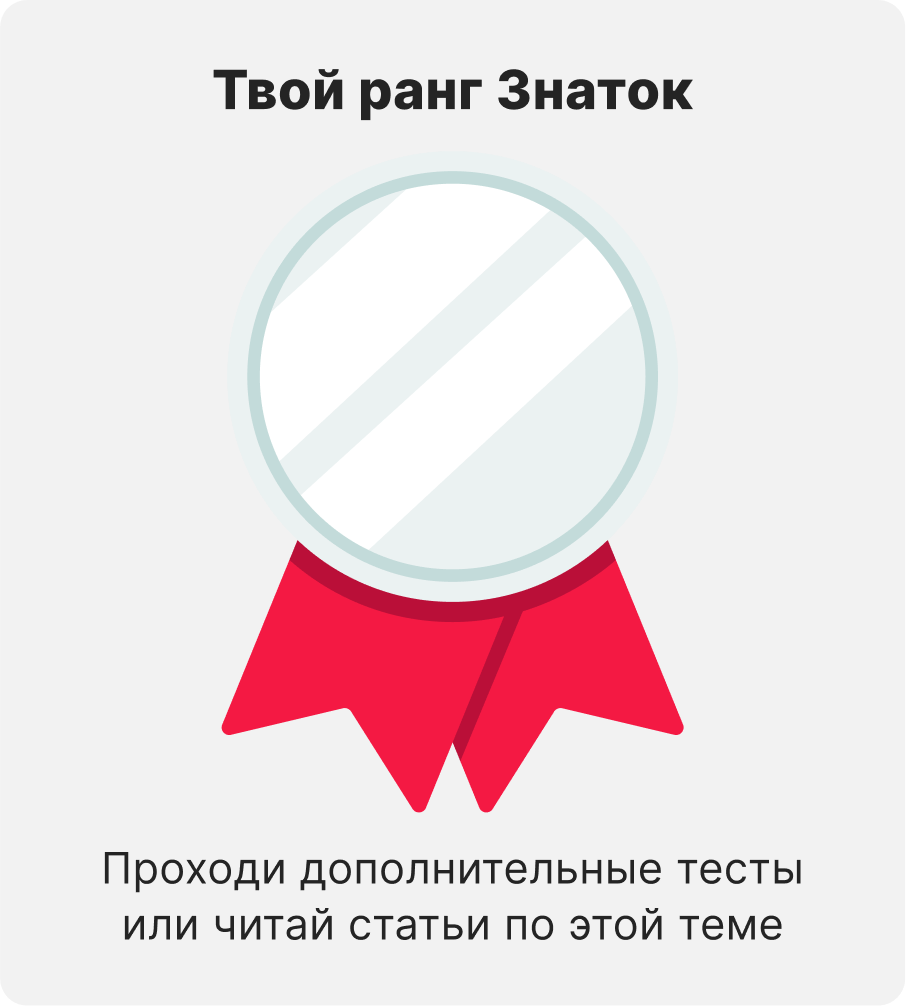 Твой ранг Знаток
Проходи дополнительные тесты
или читай статьи по этой теме